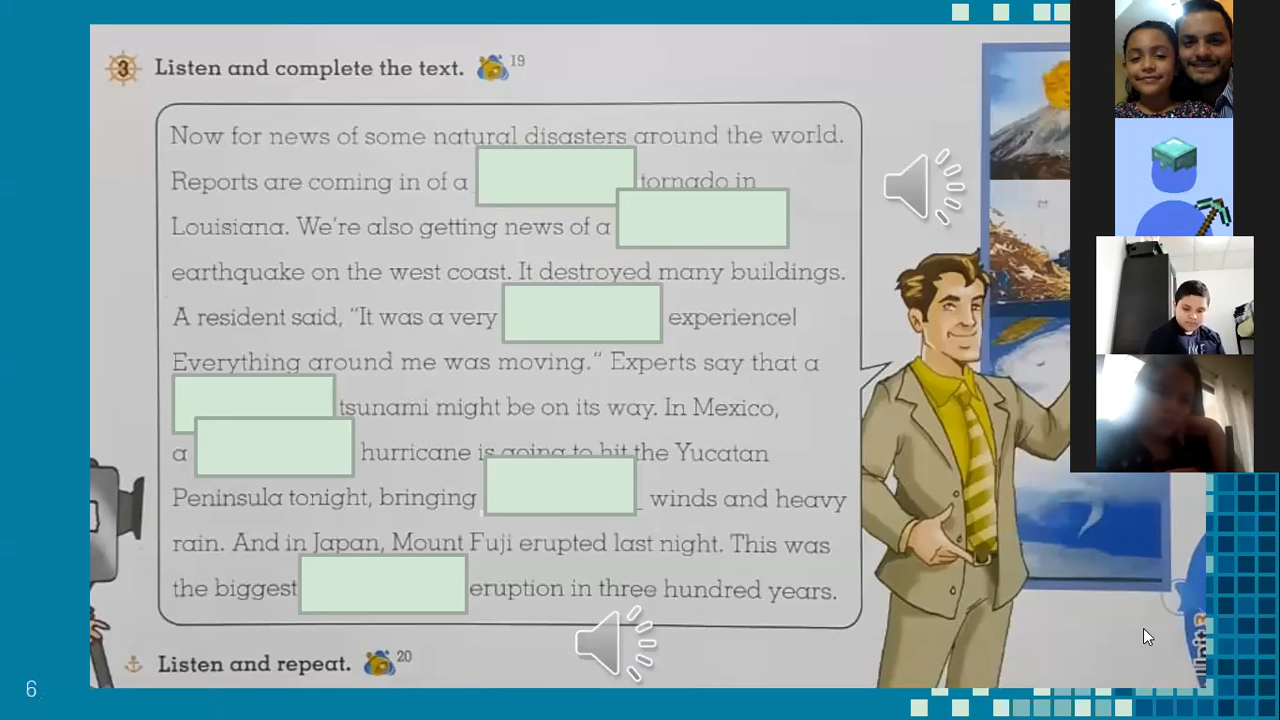 3 Listen and complete the text. 19
Now for news of some natural disasters around the world.
Reports are coming in of a tornado in
Louisiana. We're also getting news of a
earthquake on the west coast. It destroyed many buildings.
A resident said, "It was a very experience!
Everything around me was moving." Experts say that a
tsunami might be on its way. In Mexico,
a hurricane is going to hit the Yucatan
Peninsula tonight, bringing winds and heavy
rain. And in Japan, Mount Fuji erupted last night. This was
the biggest eruption in three hundred years.
Listen and repeat. 20
6
Unit 3